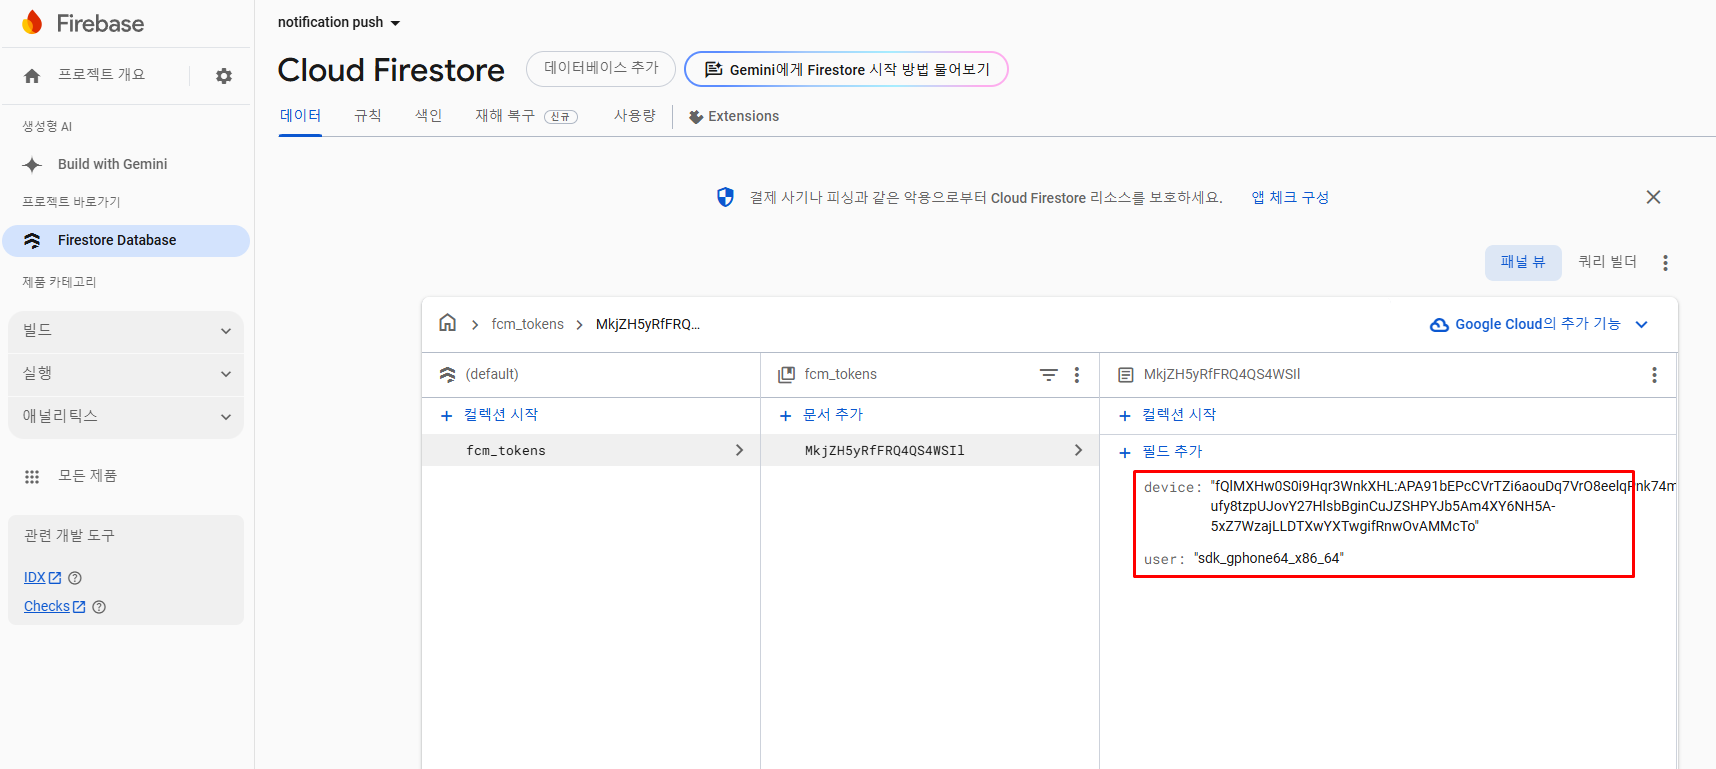 Firebase
프로젝트 개요
생성형 AI
Build with Gemini
프로젝트 바로가기
Firestore Database
제품 카테고리
빌드
실행
애널리틱스
모든 제품
관련 개발 도구
IDX
Checks
notification push
Cloud Firestore
데이터베이스 추가
Gemini에게 Firestore 시작 방법 물어보기
데이터
규칙
색인
재해 복구 신규
사용량
Extensions
결제 사기나 피싱과 같은 악용으로부터 Cloud Firestore 리소스를 보호하세요. 앱 체크 구성
패널 뷰
쿼리 빌더
fcm_tokens
MkjZH5yRfFRQ...
Google Cloud의 추가 기능
(default)
컬렉션 시작
fcm_tokens
fcm_tokens
문서 추가
MkjZH5yRfFRQ4QS4WSIl
MkjZH5yRfFRQ4QS4WSIl
컬렉션 시작
필드 추가
device: "fQlMXHw0S0i9Hqr3WnkXHL:APA91bEPcCVrTZi6aouDq7VrO8eelqRnk74m
ufy8tzpUJovY27HlsbBginCuJZSHPYJb5Am4XY6NH5A-
5xZ7WzajLLDTXwYXTwgifRnwOvAMMcTo"
user: "sdk_gphone64_x86_64"